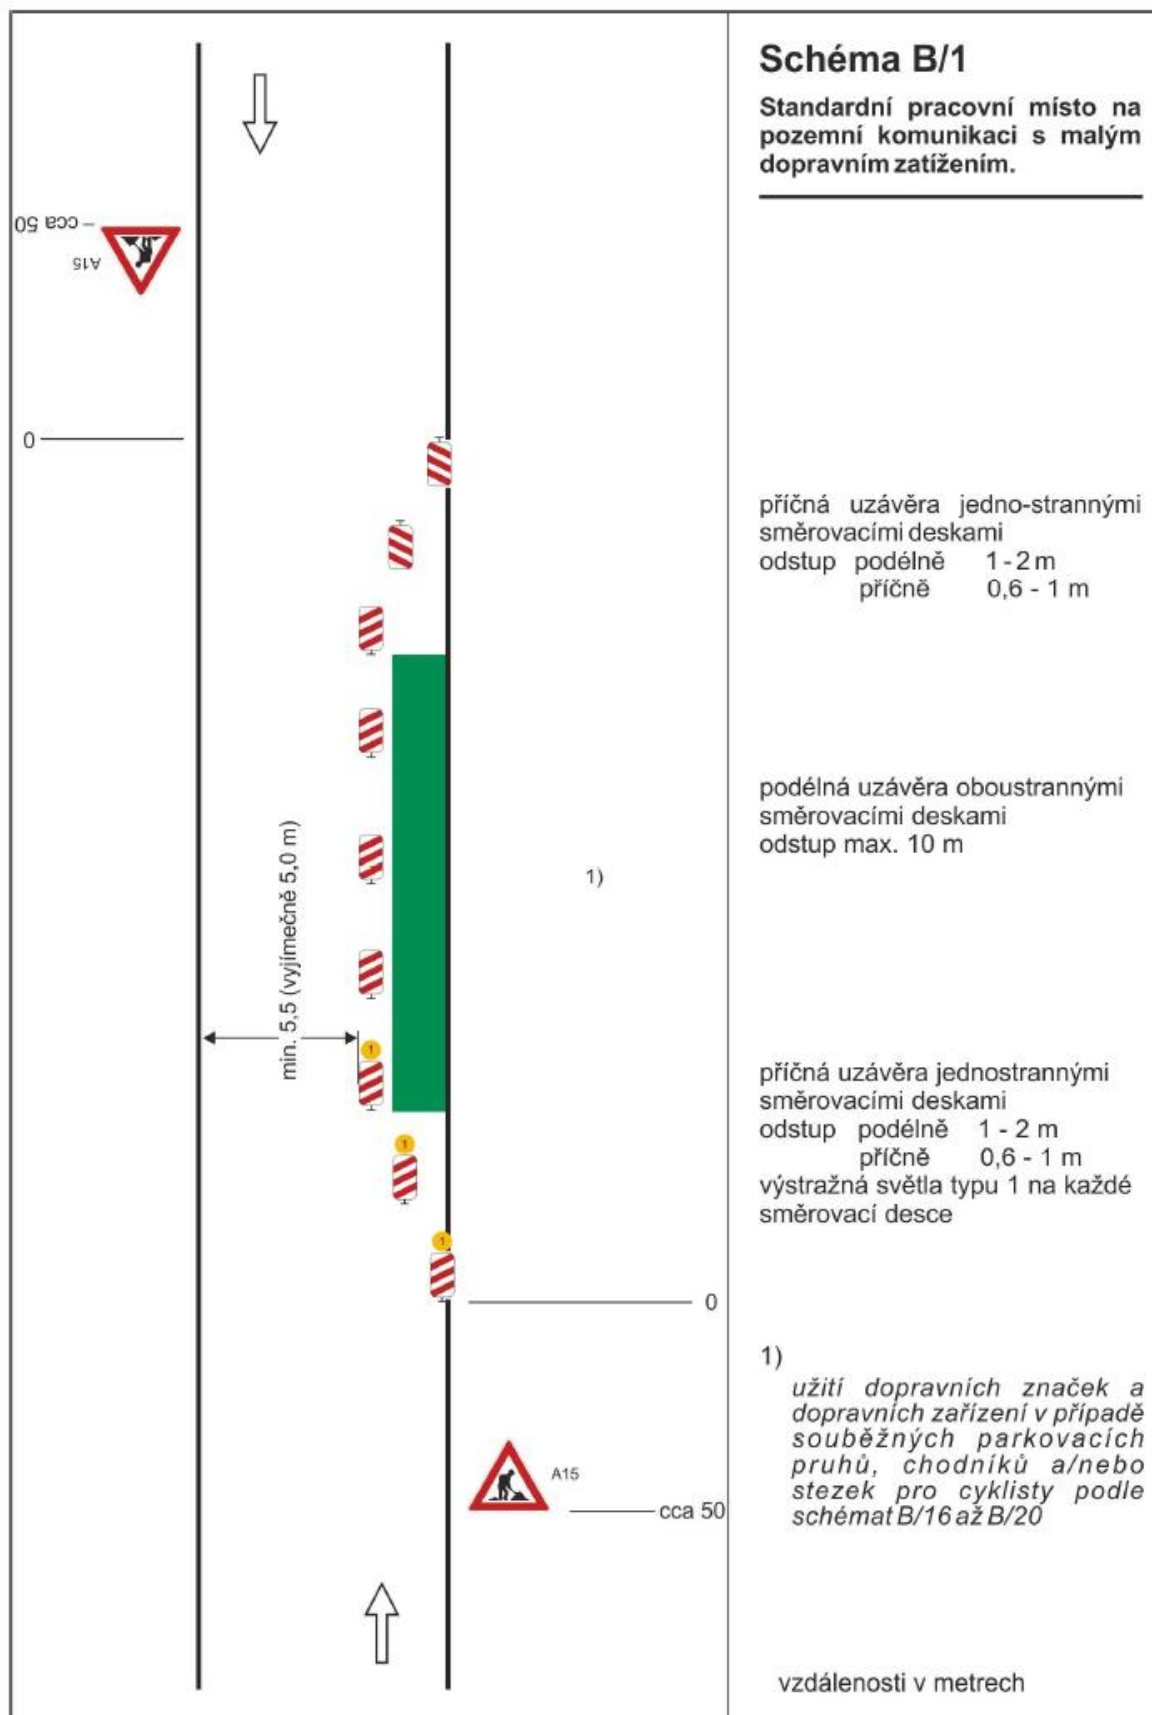 Schéma B/1
Standardní pracovní místo na
pozemní komunikaci s malým
dopravním zatížením.
cca 50
A15
0
příčná uzávěra jedno-strannými
směrovacími deskami
odstup podélně 1 - 2 m
příčně 0,6 - 1 m
podélná uzávěra oboustrannými
směrovacími deskami
odstup max. 10 m
1)
min. 5,5 (vyjímečně 5,0 m)
1
1
1
příčná uzávěra jednostrannými
směrovacími deskami
odstup podélně 1 - 2 m
příčně 0,6 - 1 m
výstražná světla typu 1 na každé
směrovací desce
0
A15
cca 50
1)
užití dopravních značek a
dopravních zařízení v případě
souběžných parkovacích
pruhů, chodníků a/nebo
stezek pro cyklisty podle
schémat B/16 až B/20
vzdálenosti v metrech